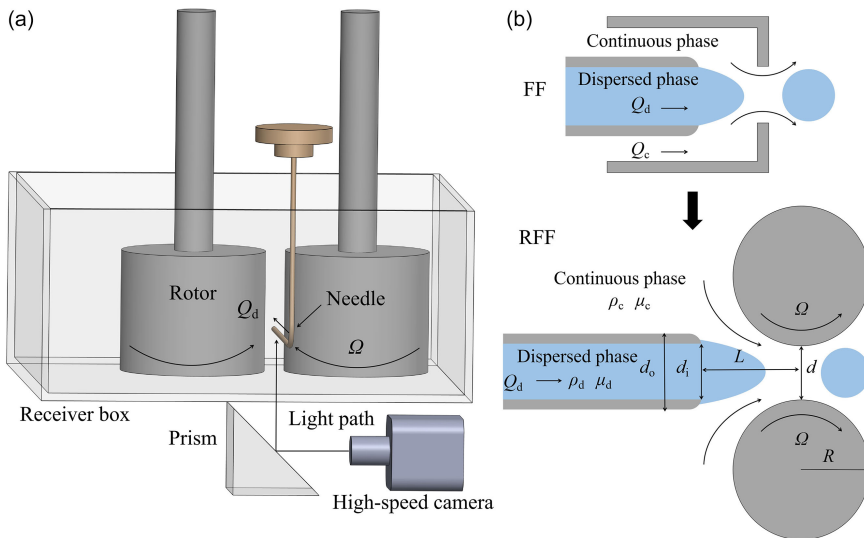 (a)
Rotor
Q_d
Needle
Ω
Receiver box
Prism
Light path
High-speed camera
(b)
Continuous phase
FF
Dispersed phase
Q_d
Q_c
RFF
Continuous phase
ρ_c μ_c
Ω
Dispersed phase
Q_d ρ_d μ_d
d_o
d_i
L
d
Ω
R